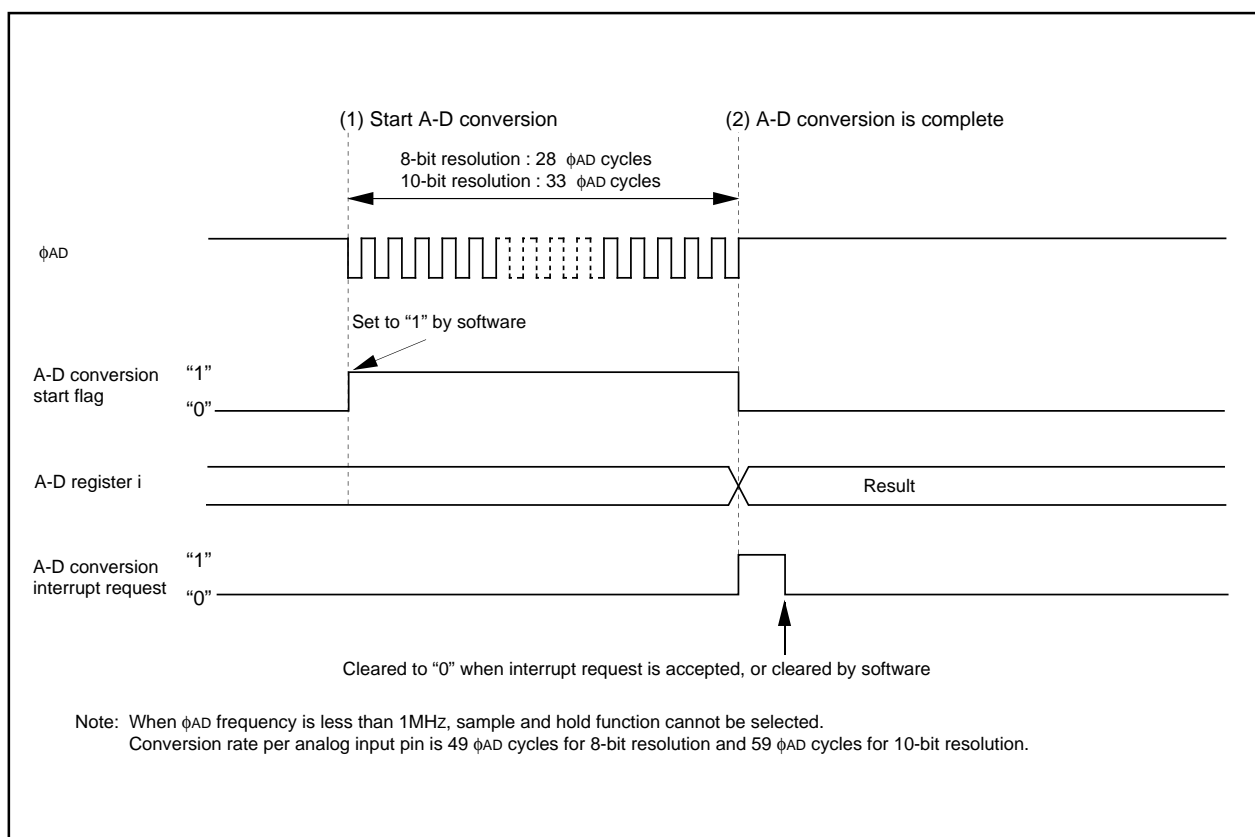 (1) Start A-D conversion
(2) A-D conversion is complete
8-bit resolution : 28 ϕAD cycles
10-bit resolution : 33 ϕAD cycles
ϕAD
Set to “1” by software
A-D conversion
start flag
“1”
“0”
A-D register i
Result
A-D conversion
interrupt request
“1”
“0”
Cleared to “0” when interrupt request is accepted, or cleared by software
Note: When ϕAD frequency is less than 1MHZ, sample and hold function cannot be selected.
Conversion rate per analog input pin is 49 ϕAD cycles for 8-bit resolution and 59 ϕAD cycles for 10-bit resolution.